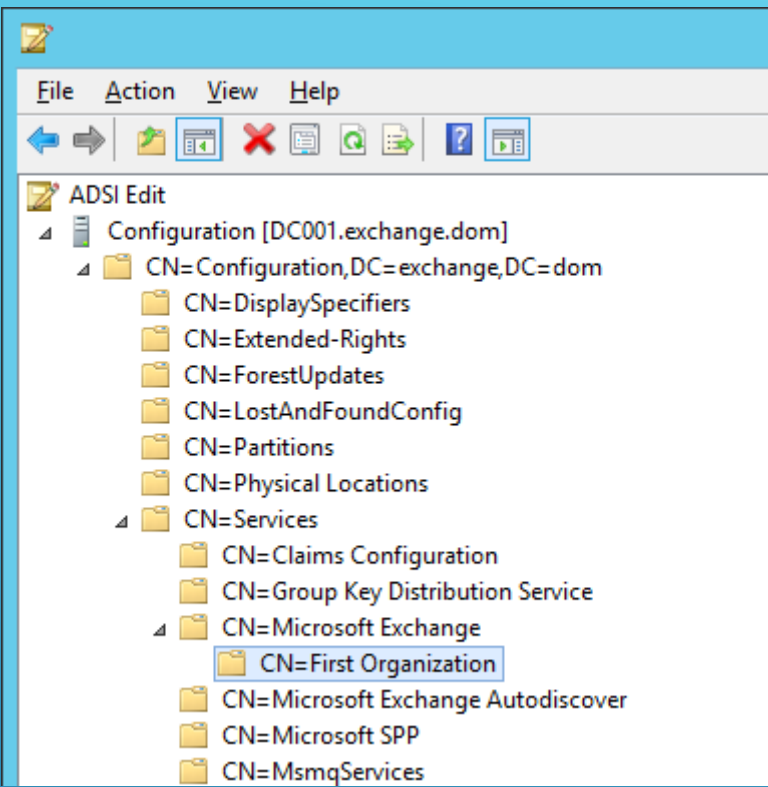 File Action View Help
ADSI Edit
Configuration [DC001.exchange.dom]
CN=Configuration,DC=exchange,DC=dom
CN=DisplaySpecifiers
CN=Extended-Rights
CN=ForestUpdates
CN=LostAndFoundConfig
CN=Partitions
CN=Physical Locations
CN=Services
CN=Claims Configuration
CN=Group Key Distribution Service
CN=Microsoft Exchange
CN=First Organization
CN=Microsoft Exchange Autodiscover
CN=Microsoft SPP
CN=MsmqServices